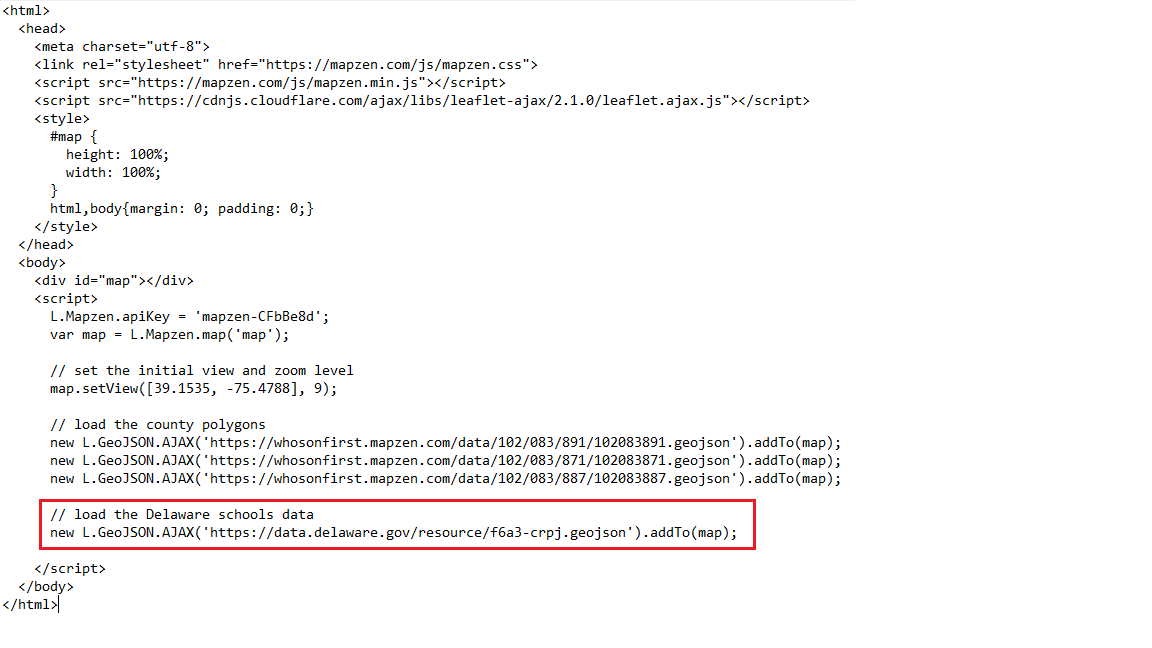 <html>
<head>
<meta charset="utf-8">
<link rel="stylesheet" href="https://mapzen.com/js/mapzen.css">
<script src="https://mapzen.com/js/mapzen.min.js"></script>
<script src="https://cdnjs.cloudflare.com/ajax/libs/leaflet-ajax/2.1.0/leaflet.ajax.js"></script>
<style>
#map {
height: 100%;
width: 100%;
}
html,body{margin: 0; padding: 0;}
</style>
</head>
<body>
<div id="map"></div>
<script>
L.Mapzen.apiKey = 'mapzen-CFbBe8d';
var map = L.Mapzen.map('map');
// set the initial view and zoom level
map.setView([39.1535, -75.4788], 9);
// load the county polygons
new L.GeoJSON.AJAX('https://whosonfirst.mapzen.com/data/102/083/891/102083891.geojson').addTo(map);
new L.GeoJSON.AJAX('https://whosonfirst.mapzen.com/data/102/083/871/102083871.geojson').addTo(map);
new L.GeoJSON.AJAX('https://whosonfirst.mapzen.com/data/102/083/887/102083887.geojson').addTo(map);
// load the Delaware schools data
new L.GeoJSON.AJAX('https://data.delaware.gov/resource/f6a3-crpj.geojson').addTo(map);
</script>
</body>
</html>